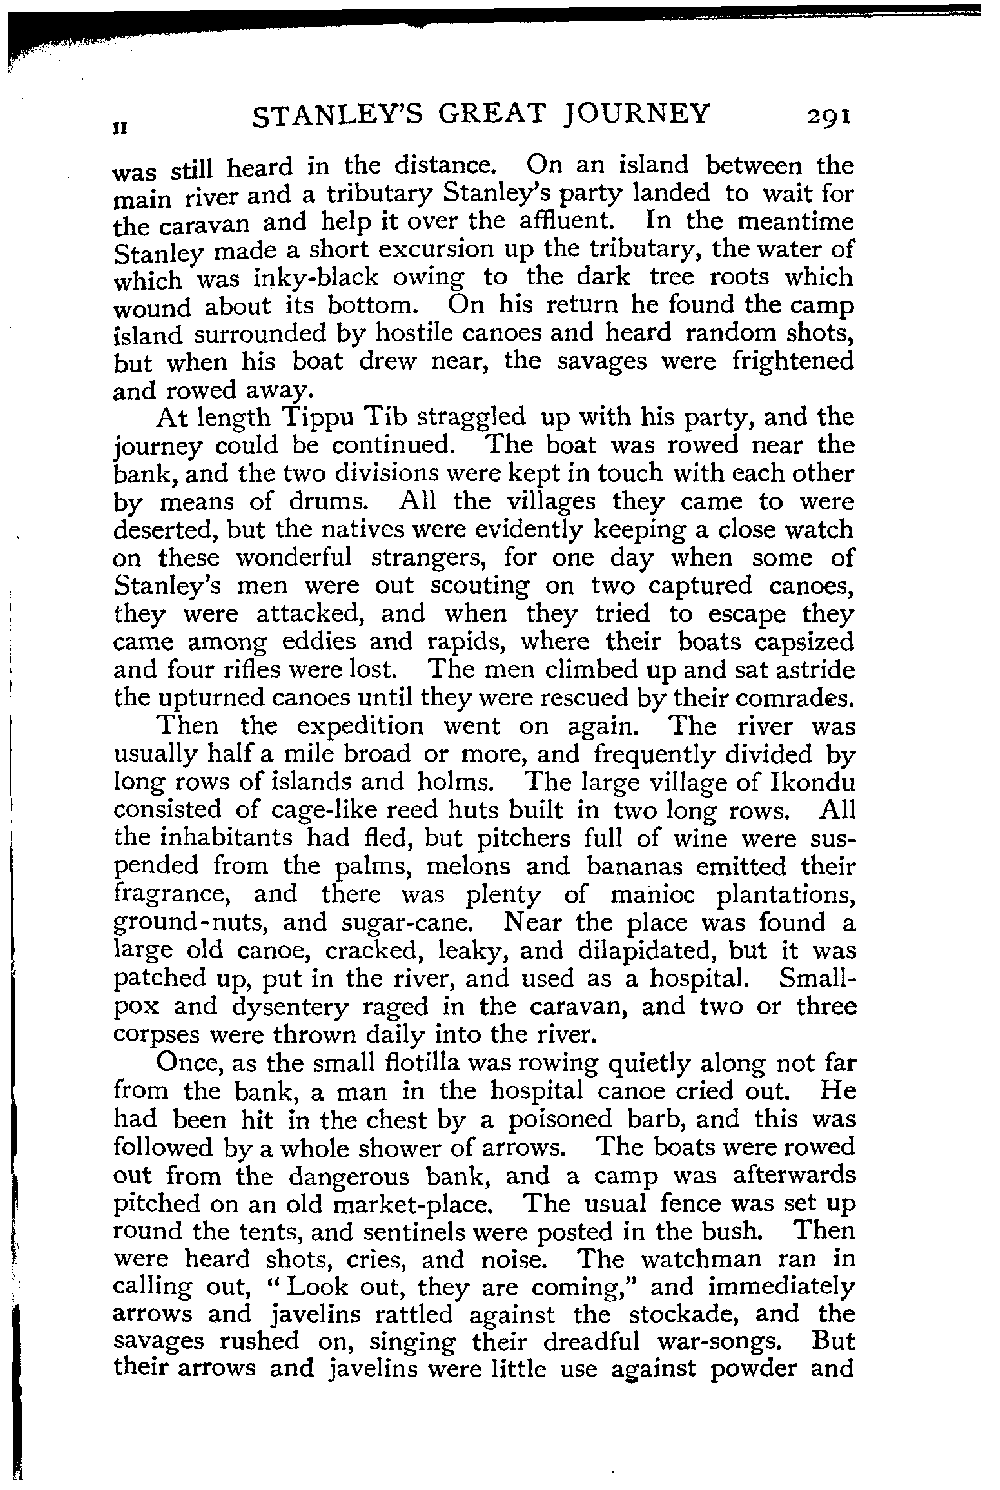 II STANLEY'S GREAT JOURNEY 291
was still heard in the distance. On an island between the
main river and a tributary Stanley's party landed to wait for
the caravan and help it over the affluent. In the meantime
Stanley made a short excursion up the tributary, the water of
which was inky-black owing to the dark tree roots which
wound about its bottom. On his return he found the camp
island surrounded by hostile canoes and heard random shots,
but when his boat drew near, the savages were frightened
and rowed away.
At length Tippu Tib straggled up with his party, and the
journey could be continued. The boat was rowed near the
bank, and the two divisions were kept in touch with each other
by means of drums. All the villages they came to were
deserted, but the natives were evidently keeping a close watch
on these wonderful strangers, for one day when some of
Stanley's men were out scouting on two captured canoes,
they were attacked, and when they tried to escape they
came among eddies and rapids, where their boats capsized
and four rifles were lost. The men climbed up and sat astride
the upturned canoes until they were rescued by their comrades.
Then the expedition went on again. The river was
usually half a mile broad or more, and frequently divided by
long rows of islands and holms. The large village of Ikondu
consisted of cage-like reed huts built in two long rows. All
the inhabitants had fled, but pitchers full of wine were sus-
pended from the palms, melons and bananas emitted their
fragrance, and there was plenty of manioc plantations,
ground-nuts, and sugar-cane. Near the place was found a
large old canoe, cracked, leaky, and dilapidated, but it was
patched up, put in the river, and used as a hospital. Small-
pox and dysentery raged in the caravan, and two or three
corpses were thrown daily into the river.
Once, as the small flotilla was rowing quietly along not far
from the bank, a man in the hospital canoe cried out. He
had been hit in the chest by a poisoned barb, and this was
followed by a whole shower of arrows. The boats were rowed
out from the dangerous bank, and a camp was afterwards
pitched on an old market-place. The usual fence was set up
round the tents, and sentinels were posted in the bush. Then
were heard shots, cries, and noise. The watchman ran in
calling out, "Look out, they are coming," and immediately
arrows and javelins rattled against the stockade, and the
savages rushed on, singing their dreadful war-songs. But
their arrows and javelins were little use against powder and